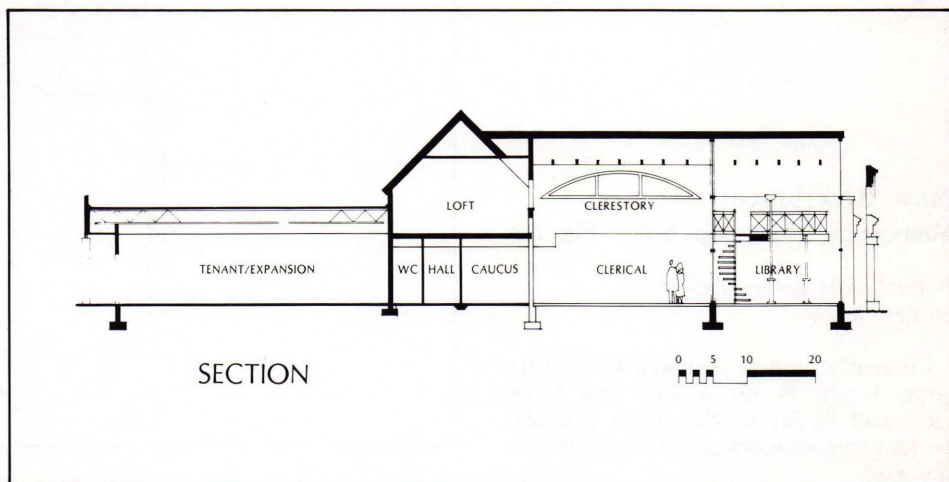 LOFT
CLERESTORY
TENANT/EXPANSION
WC
HALL
CAUCUS
CLERICAL
LIBRARY
SECTION
0 5 10 20